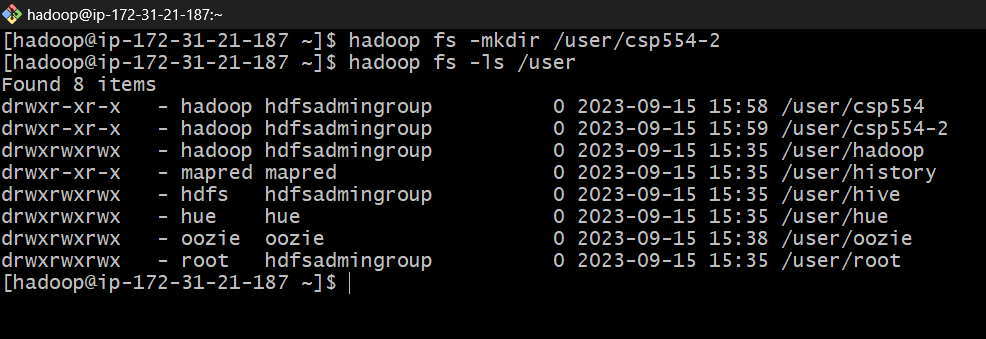 hadoop@ip-172-31-21-187:~
[hadoop@ip-172-31-21-187 ~]$ hadoop fs -mkdir /user/csp554-2
[hadoop@ip-172-31-21-187 ~]$ hadoop fs -ls /user
Found 8 items
drwxr-xr-x   - hadoop hdfsadmingroup          0 2023-09-15 15:58 /user/csp554
drwxr-xr-x   - hadoop hdfsadmingroup          0 2023-09-15 15:59 /user/csp554-2
drwxrwxrwx   - hadoop hdfsadmingroup          0 2023-09-15 15:35 /user/hadoop
drwxr-xr-x   - mapred mapred                  0 2023-09-15 15:35 /user/history
drwxrwxrwx   - hdfs   hdfsadmingroup          0 2023-09-15 15:35 /user/hive
drwxrwxrwx   - hue    hue                     0 2023-09-15 15:35 /user/hue
drwxrwxrwx   - oozie  oozie                   0 2023-09-15 15:38 /user/oozie
drwxrwxrwx   - root   hdfsadmingroup          0 2023-09-15 15:35 /user/root
[hadoop@ip-172-31-21-187 ~]$